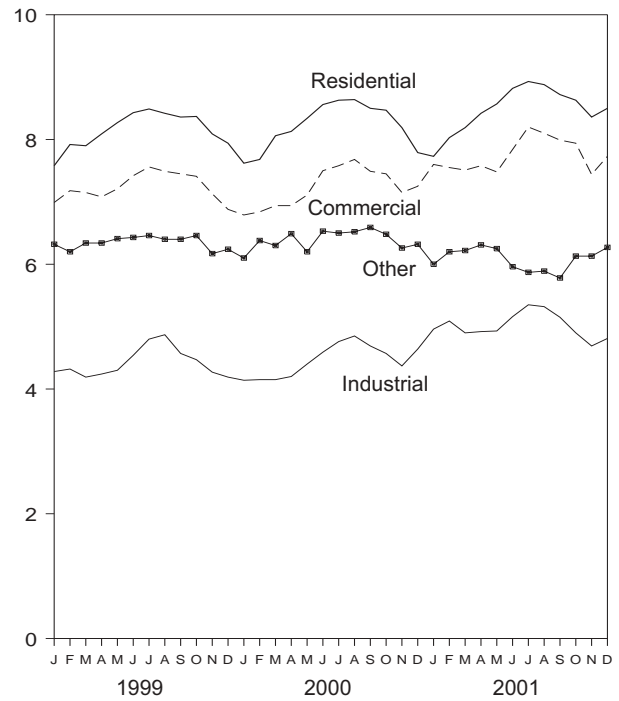 10
Residential
8
Commercial
6
Other
4
Industrial
2
0
J F M A M J J A S O N D J F M A M J J A S O N D J F M A M J J A S O N D
1999 2000 2001